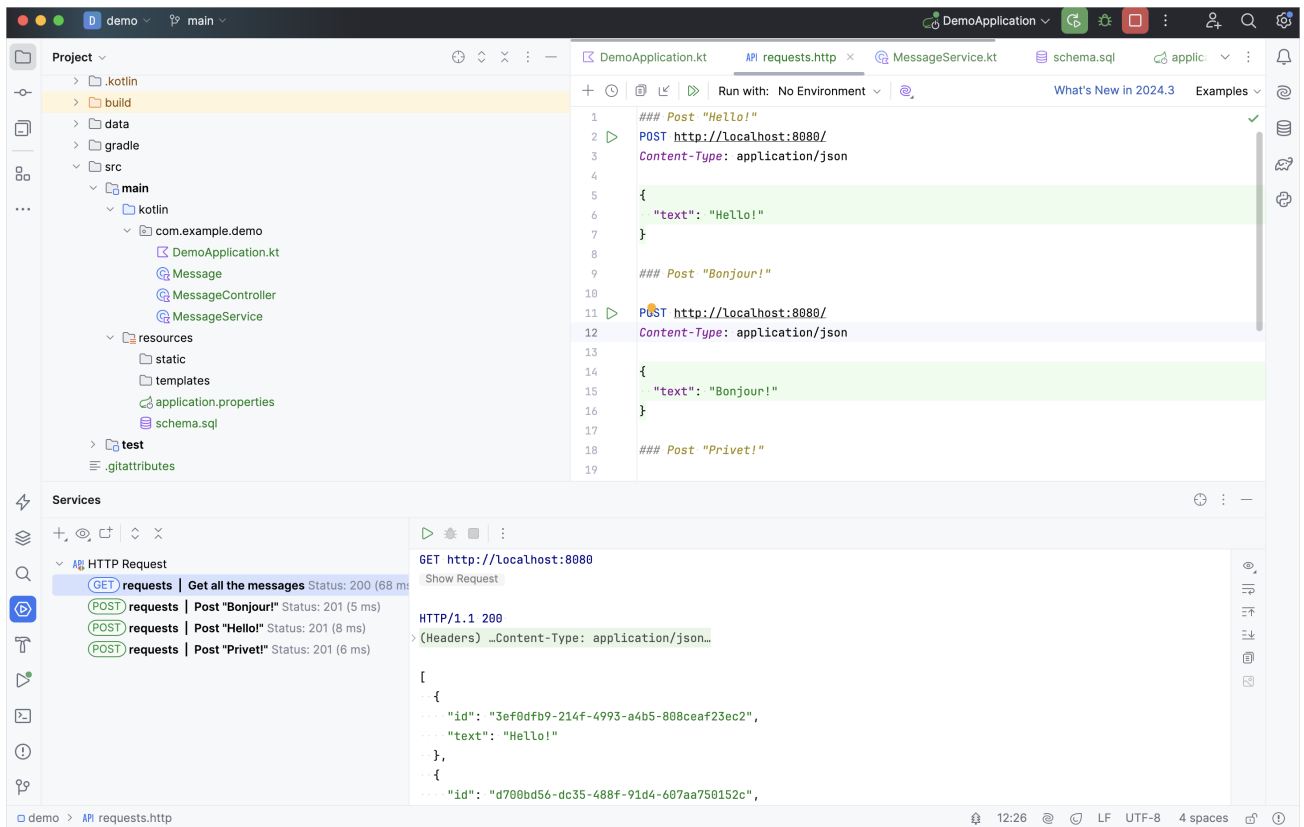 D demo main DemoApplication
Project
.kotlin
build
data
gradle
src
main
kotlin
com.example.demo
DemoApplication.kt
Message
MessageController
MessageService
resources
static
templates
application.properties
schema.sql
test
.gitattributes
DemoApplication.kt API requests.http MessageService.kt schema.sql applic
Run with: No Environment What's New in 2024.3 Examples
1 ### Post "Hello!"
2 POST http://localhost:8080/
3 Content-Type: application/json
4
5 {
6 "text": "Hello!"
7 }
8
9 ### Post "Bonjour!"
10
11 POST http://localhost:8080/
12 Content-Type: application/json
13
14 {
15 "text": "Bonjour!"
16 }
17
18 ### Post "Privet!"
19
Services
API HTTP Request
GET requests | Get all the messages Status: 200 (68 ms
POST requests | Post "Bonjour!" Status: 201 (5 ms)
POST requests | Post "Hello!" Status: 201 (8 ms)
POST requests | Post "Privet!" Status: 201 (6 ms)
GET http://localhost:8080
Show Request
HTTP/1.1 200
(Headers) …Content-Type: application/json…
[
{
"id": "3ef0dfb9-214f-4993-a4b5-808ceaf23ec2",
"text": "Hello!"
},
{
"id": "d700bd56-dc35-488f-91d4-607aa750152c",
demo > API requests.http 12:26 LF UTF-8 4 spaces